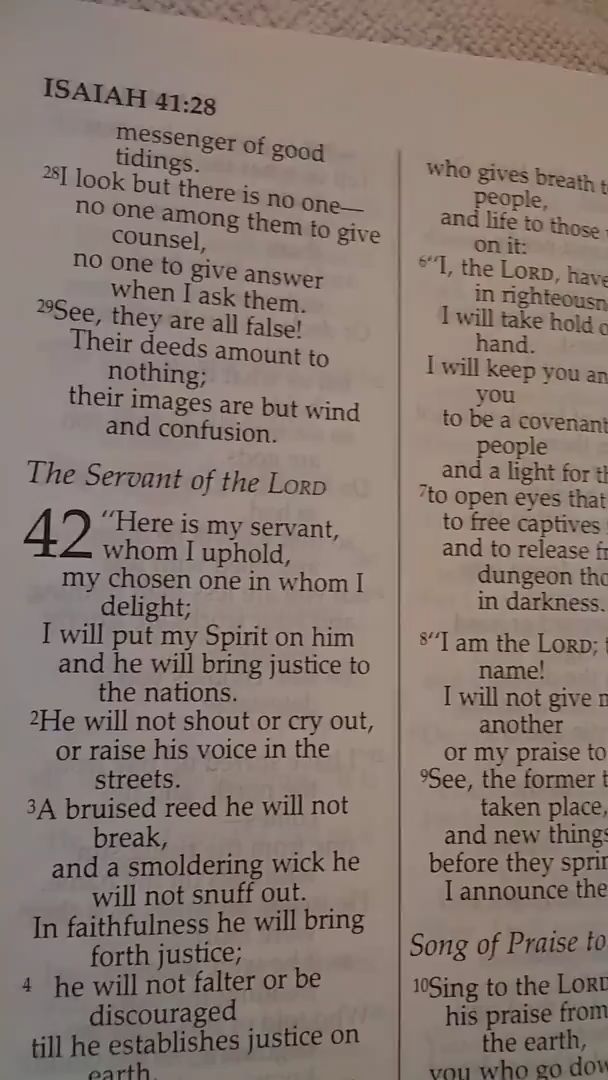 ISAIAH 41:28
messenger of good
tidings.
28I look but there is no one—
no one among them to give
counsel,
no one to give answer
when I ask them.
29See, they are all false!
Their deeds amount to
nothing;
their images are but wind
and confusion.
The Servant of the LORD
42 "Here is my servant,
whom I uphold,
my chosen one in whom I
delight;
I will put my Spirit on him
and he will bring justice to
the nations.
2He will not shout or cry out,
or raise his voice in the
streets.
3A bruised reed he will not
break,
and a smoldering wick he
will not snuff out.
In faithfulness he will bring
forth justice;
4 he will not falter or be
discouraged
till he establishes justice on
earth.
who gives breath
people,
and life to those
on it:
6"I, the LORD, have
in righteousn
I will take hold
hand.
I will keep you an
you
to be a covenant
people
and a light for th
7to open eyes that
to free captives
and to release fr
dungeon tho
in darkness.
8"I am the LORD;
name!
I will not give
another
or my praise to
9See, the former
taken place,
and new things
before they sprin
I announce the
Song of Praise to
10Sing to the LORD
his praise from
the earth,
you who go dow